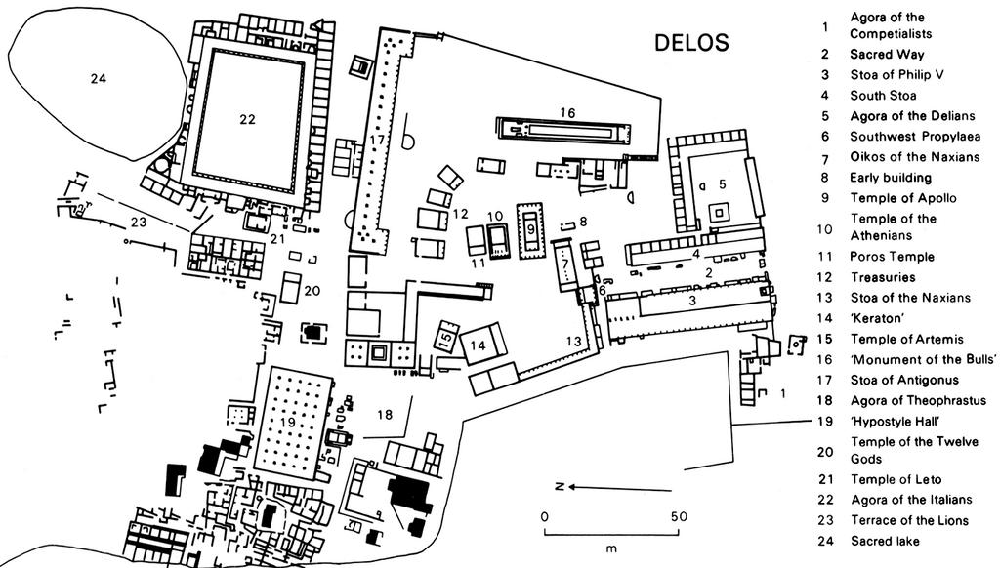 DELOS
24
22
17
16
5
23
21
12
11
10
9
8
7
6
4
2
3
20
15
14
13
19
18
1
N
0 50
m
1 Agora of the
Competialists
2 Sacred Way
3 Stoa of Philip V
4 South Stoa
5 Agora of the Delians
6 Southwest Propylaea
7 Oikos of the Naxians
8 Early building
9 Temple of Apollo
10 Temple of the
Athenians
11 Poros Temple
12 Treasuries
13 Stoa of the Naxians
14 'Keraton'
15 Temple of Artemis
16 'Monument of the Bulls'
17 Stoa of Antigonus
18 Agora of Theophrastus
19 'Hypostyle Hall'
20 Temple of the Twelve
Gods
21 Temple of Leto
22 Agora of the Italians
23 Terrace of the Lions
24 Sacred lake